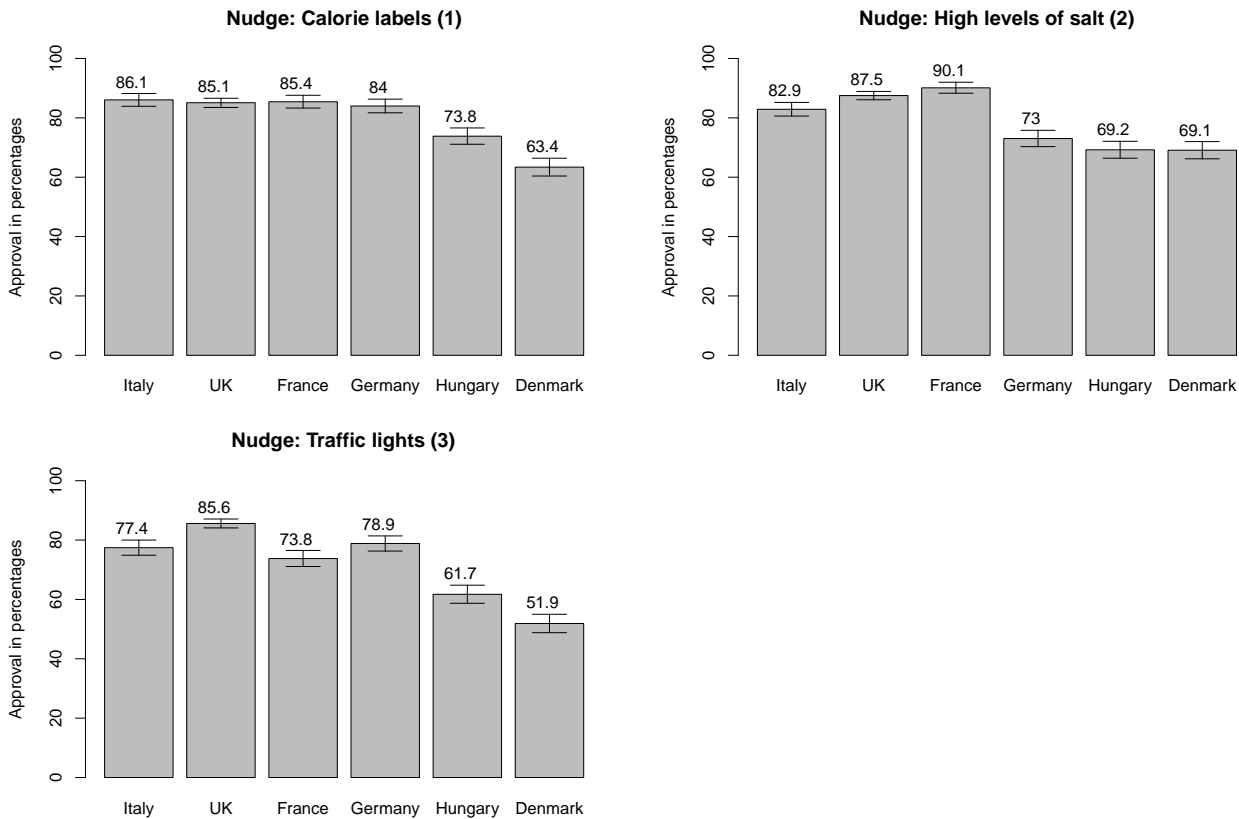 Nudge: Calorie labels (1)
Approval in percentages
0 20 40 60 80 100
86.1 85.1 85.4 84 73.8 63.4
Italy UK France Germany Hungary Denmark
Nudge: High levels of salt (2)
Approval in percentages
0 20 40 60 80 100
82.9 87.5 90.1 73 69.2 69.1
Italy UK France Germany Hungary Denmark
Nudge: Traffic lights (3)
Approval in percentages
0 20 40 60 80 100
77.4 85.6 73.8 78.9 61.7 51.9
Italy UK France Germany Hungary Denmark